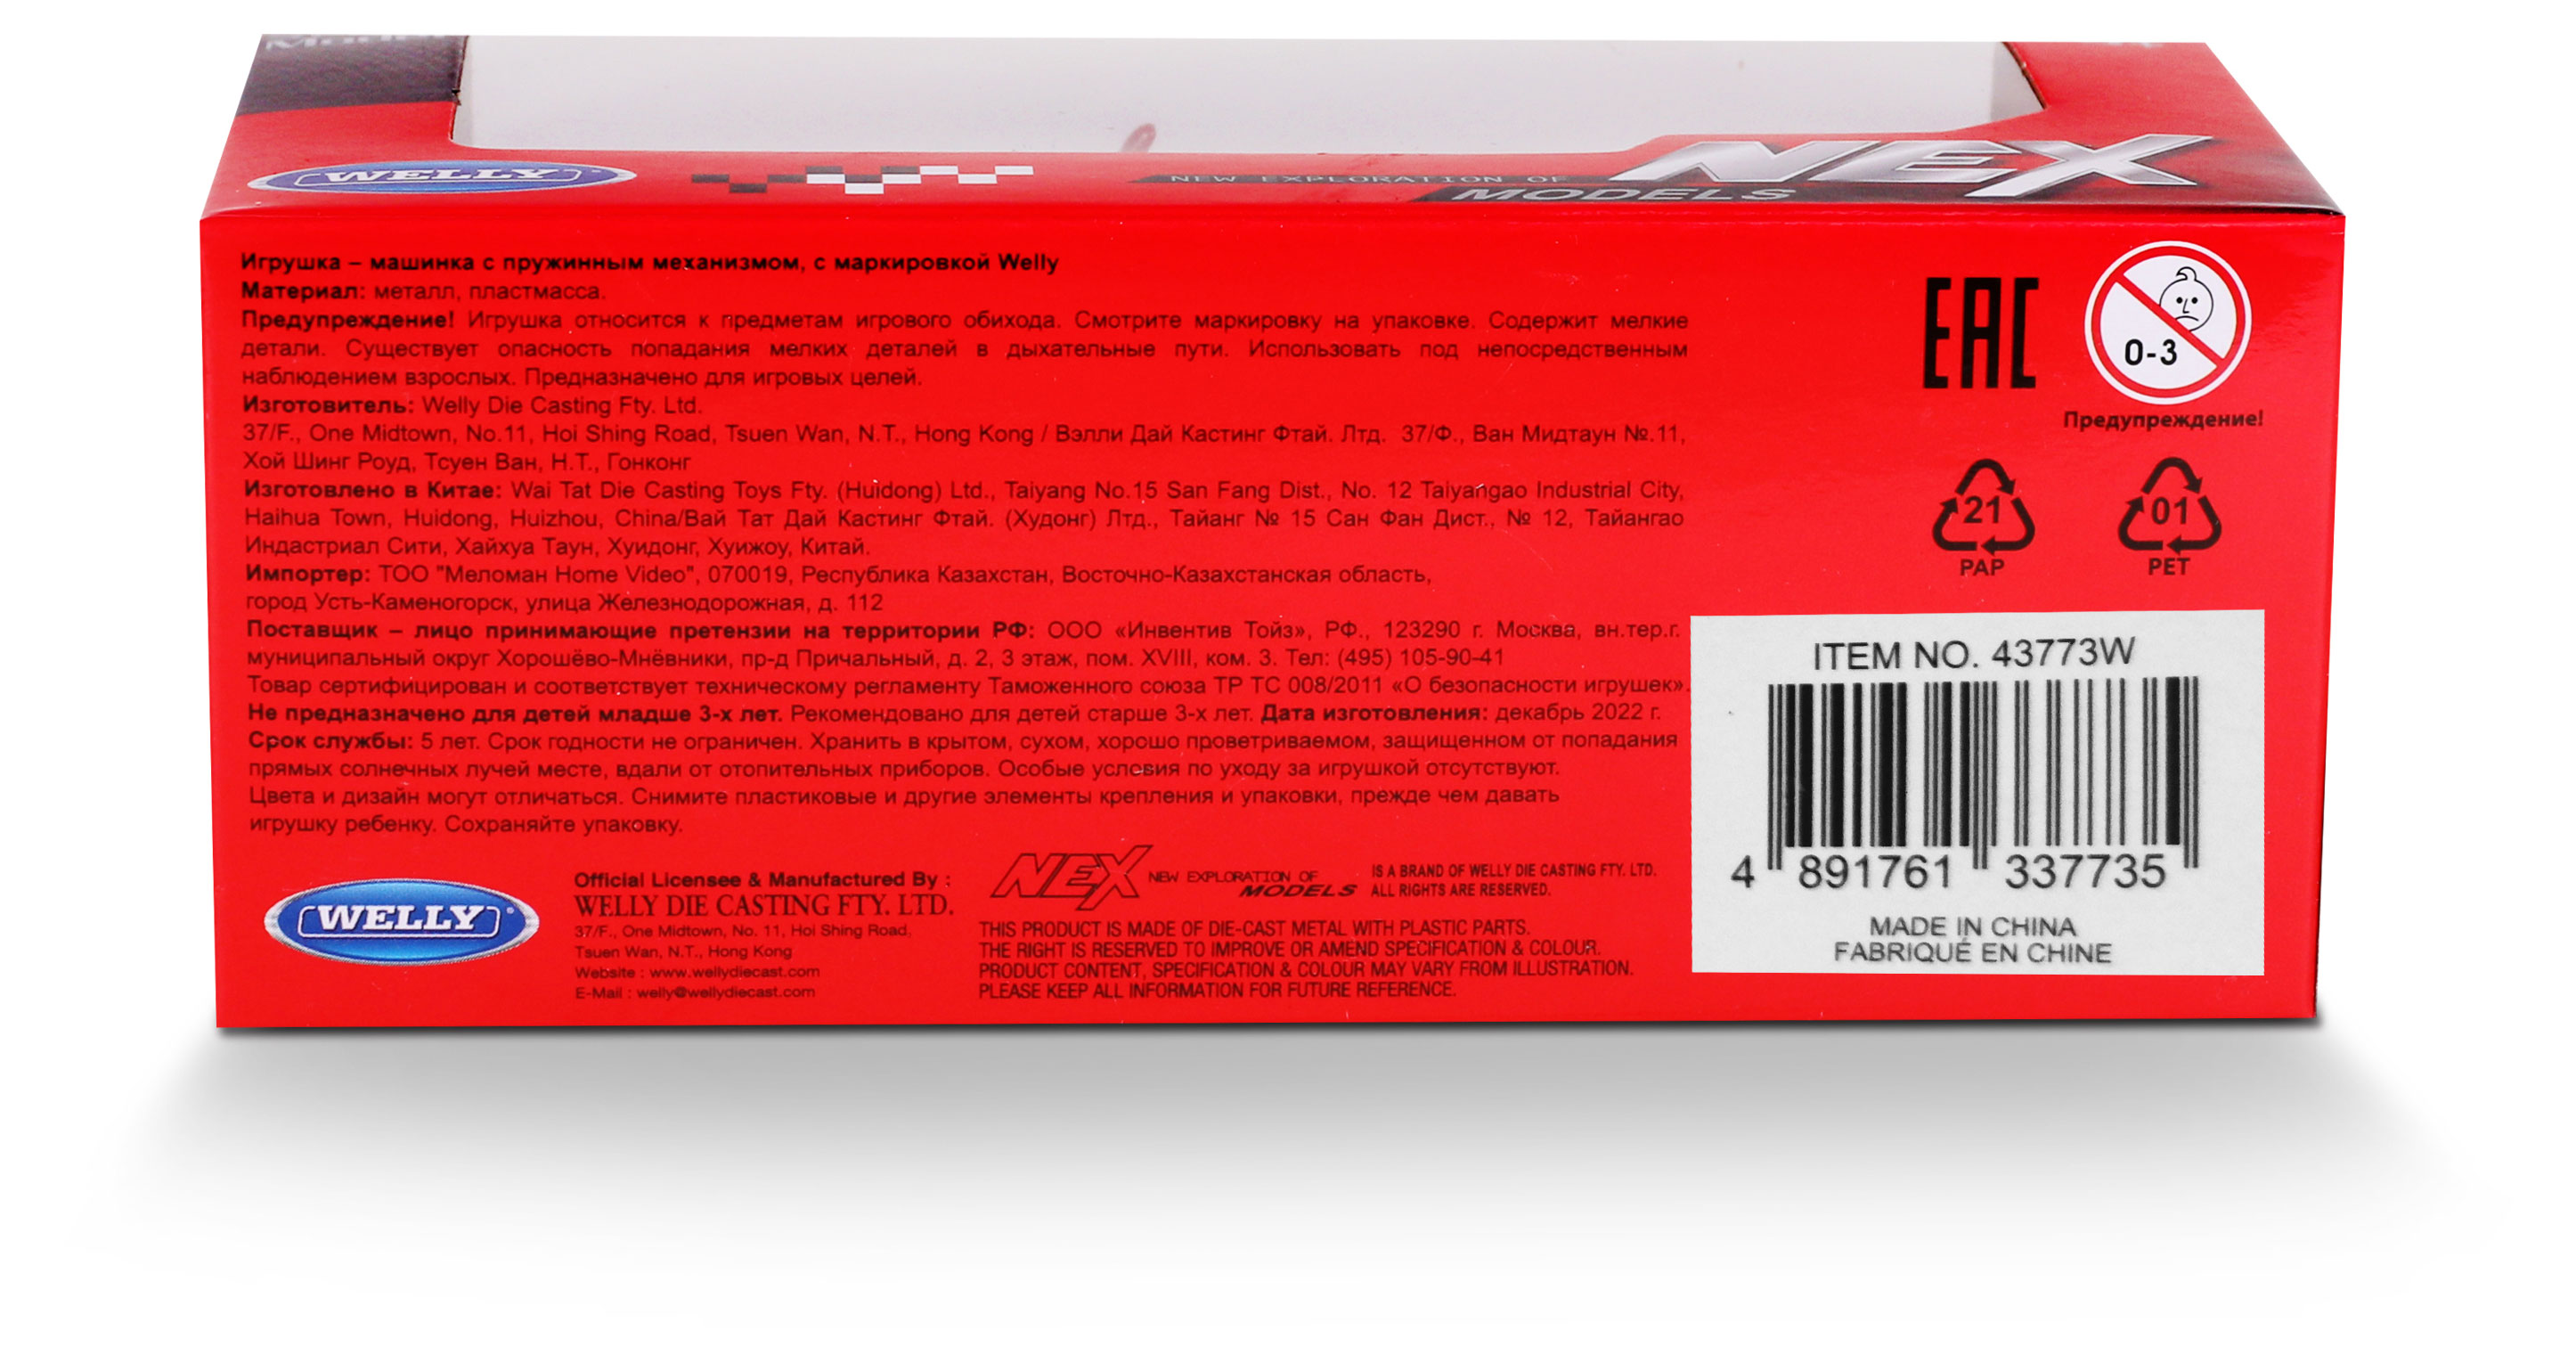 WELLY
NEW EXPLORATION OF
MODELS
NEX
Игрушка – машинка с пружинным механизмом, с маркировкой Welly
Материал: металл, пластмасса.
Предупреждение! Игрушка относится к предметам игрового обихода. Смотрите маркировку на упаковке. Содержит мелкие
детали. Существует опасность попадания мелких деталей в дыхательные пути. Использовать под непосредственным
наблюдением взрослых. Предназначено для игровых целей.
Изготовитель: Welly Die Casting Fty. Ltd.
37/F., One Midtown, No.11, Hoi Shing Road, Tsuen Wan, N.T., Hong Kong / Вэлли Дай Кастинг Фтай. Лтд. 37/Ф., Ван Мидтаун №.11,
Хой Шинг Роуд, Тсуен Ван, Н.Т., Гонконг
Изготовлено в Китае: Wai Tat Die Casting Toys Fty. (Huidong) Ltd., Taiyang No.15 San Fang Dist., No. 12 Taiyangao Industrial City,
Haihua Town, Huidong, Huizhou, China/Вай Тат Дай Кастинг Фтай. (Худонг) Лтд., Тайанг № 15 Сан Фан Дист., № 12, Тайангао
Индастриал Сити, Хайхуа Таун, Хуидонг, Хуижоу, Китай.
Импортер: ТОО "Меломан Home Video", 070019, Республика Казахстан, Восточно-Казахстанская область,
город Усть-Каменогорск, улица Железнодорожная, д. 112
Поставщик – лицо принимающие претензии на территории РФ: ООО «Инвентив Тойз», РФ., 123290 г. Москва, вн.тер.г.
муниципальный округ Хорошёво-Мнёвники, пр-д Причальный, д. 2, 3 этаж, пом. XVIII, ком. 3. Тел: (495) 105-90-41
Товар сертифицирован и соответствует техническому регламенту Таможенного союза ТР ТС 008/2011 «О безопасности игрушек».
Не предназначено для детей младше 3-х лет. Рекомендовано для детей старше 3-х лет. Дата изготовления: декабрь 2022 г.
Срок службы: 5 лет. Срок годности не ограничен. Хранить в крытом, сухом, хорошо проветриваемом, защищенном от попадания
прямых солнечных лучей месте, вдали от отопительных приборов. Особые условия по уходу за игрушкой отсутствуют.
Цвета и дизайн могут отличаться. Снимите пластиковые и другие элементы крепления и упаковки, прежде чем давать
игрушку ребенку. Сохраняйте упаковку.
EAC
0-3
Предупреждение!
21
PAP
01
PET
ITEM NO. 43773W
4 891761 337735
MADE IN CHINA
FABRIQUÉ EN CHINE
WELLY
Official Licensee & Manufactured By :
WELLY DIE CASTING FTY. LTD.
37/F., One Midtown, No. 11, Hoi Shing Road,
Tsuen Wan, N.T., Hong Kong
Website : www.wellydiecast.com
E-Mail : welly@wellydiecast.com
NEX NEW EXPLORATION OF MODELS
IS A BRAND OF WELLY DIE CASTING FTY. LTD.
ALL RIGHTS ARE RESERVED.
THIS PRODUCT IS MADE OF DIE-CAST METAL WITH PLASTIC PARTS.
THE RIGHT IS RESERVED TO IMPROVE OR AMEND SPECIFICATION & COLOUR.
PRODUCT CONTENT, SPECIFICATION & COLOUR MAY VARY FROM ILLUSTRATION.
PLEASE KEEP ALL INFORMATION FOR FUTURE REFERENCE.